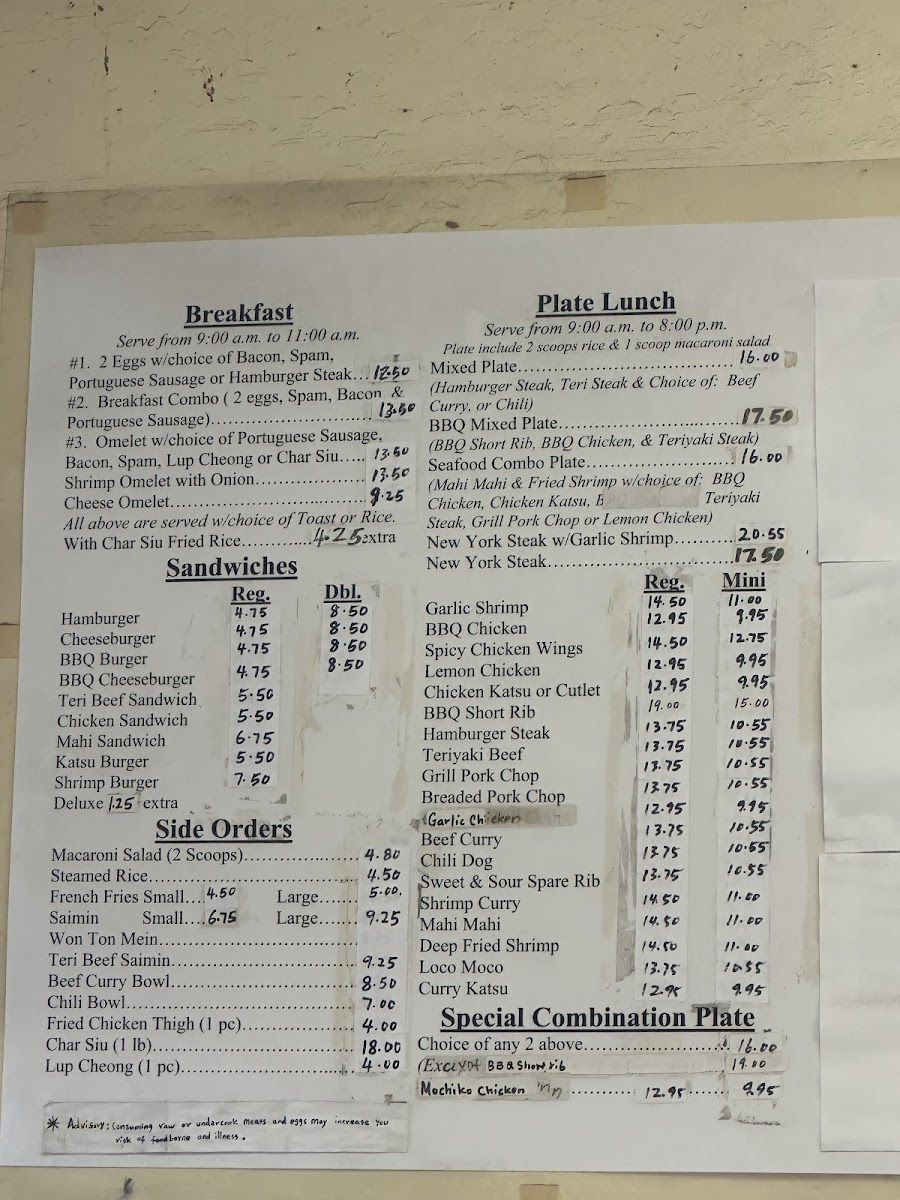 Breakfast
Serve from 9:00 a.m. to 11:00 a.m.
#1. 2 Eggs w/choice of Bacon, Spam,
Portuguese Sausage or Hamburger Steak... 12.50
#2. Breakfast Combo ( 2 eggs, Spam, Bacon &
Portuguese Sausage)........................... 13.50
#3. Omelet w/choice of Portuguese Sausage,
Bacon, Spam, Lup Cheong or Char Siu..... 13.50
Shrimp Omelet with Onion..................... 13.50
Cheese Omelet.................................... 9.25
All above are served w/choice of Toast or Rice.
With Char Siu Fried Rice............ 4.25 extra
Sandwiches
Reg. Dbl.
Hamburger 4.75 8.50
Cheeseburger 4.75 8.50
BBQ Burger 4.75 8.50
BBQ Cheeseburger 4.75 8.50
Teri Beef Sandwich 5.50
Chicken Sandwich 5.50
Mahi Sandwich 6.75
Katsu Burger 5.50
Shrimp Burger 7.50
Deluxe 1.25 extra
Side Orders
Macaroni Salad (2 Scoops)..................... 4.80
Steamed Rice...................................... 4.50
French Fries Small... 4.50 Large....... 5.00.
Saimin Small... 6.75 Large....... 9.25
Won Ton Mein....................................
Teri Beef Saimin................................. 9.25
Beef Curry Bowl................................. 8.50
Chili Bowl......................................... 7.00
Fried Chicken Thigh (1 pc).................... 4.00
Char Siu (1 lb)................................... 18.00
Lup Cheong (1 pc)............................... 4.00
* Advisory: Consuming raw or undercook meats and eggs may increase you
risk of foodborne and illness.
Plate Lunch
Serve from 9:00 a.m. to 8:00 p.m.
Plate include 2 scoops rice & 1 scoop macaroni salad
Mixed Plate....................................... 16.00
(Hamburger Steak, Teri Steak & Choice of: Beef
Curry, or Chili)
BBQ Mixed Plate................................. 17.50
(BBQ Short Rib, BBQ Chicken, & Teriyaki Steak)
Seafood Combo Plate........................... 16.00
(Mahi Mahi & Fried Shrimp w/choice of: BBQ
Chicken, Chicken Katsu, Teriyaki
Steak, Grill Pork Chop or Lemon Chicken)
New York Steak w/Garlic Shrimp.......... 20.55
New York Steak................................. 17.50
Reg. Mini
Garlic Shrimp 14.50 11.00
BBQ Chicken 12.95 9.95
Spicy Chicken Wings 14.50 12.75
Lemon Chicken 12.95 9.95
Chicken Katsu or Cutlet 12.95 9.95
BBQ Short Rib 19.00 15.00
Hamburger Steak 13.75 10.55
Teriyaki Beef 13.75 10.55
Grill Pork Chop 13.75 10.55
Breaded Pork Chop 13.75 10.55
Garlic Chicken 12.95 9.95
Beef Curry 13.75 10.55
Chili Dog 13.75 10.55
Sweet & Sour Spare Rib 13.75 10.55
Shrimp Curry 14.50 11.00
Mahi Mahi 14.50 11.00
Deep Fried Shrimp 14.50 11.00
Loco Moco 13.75 10.55
Curry Katsu 12.95 9.95
Special Combination Plate
Choice of any 2 above........................... 16.00
BBQ Short rib 19.00
Mochiko Chicken ............ 12.95 ...... 9.95